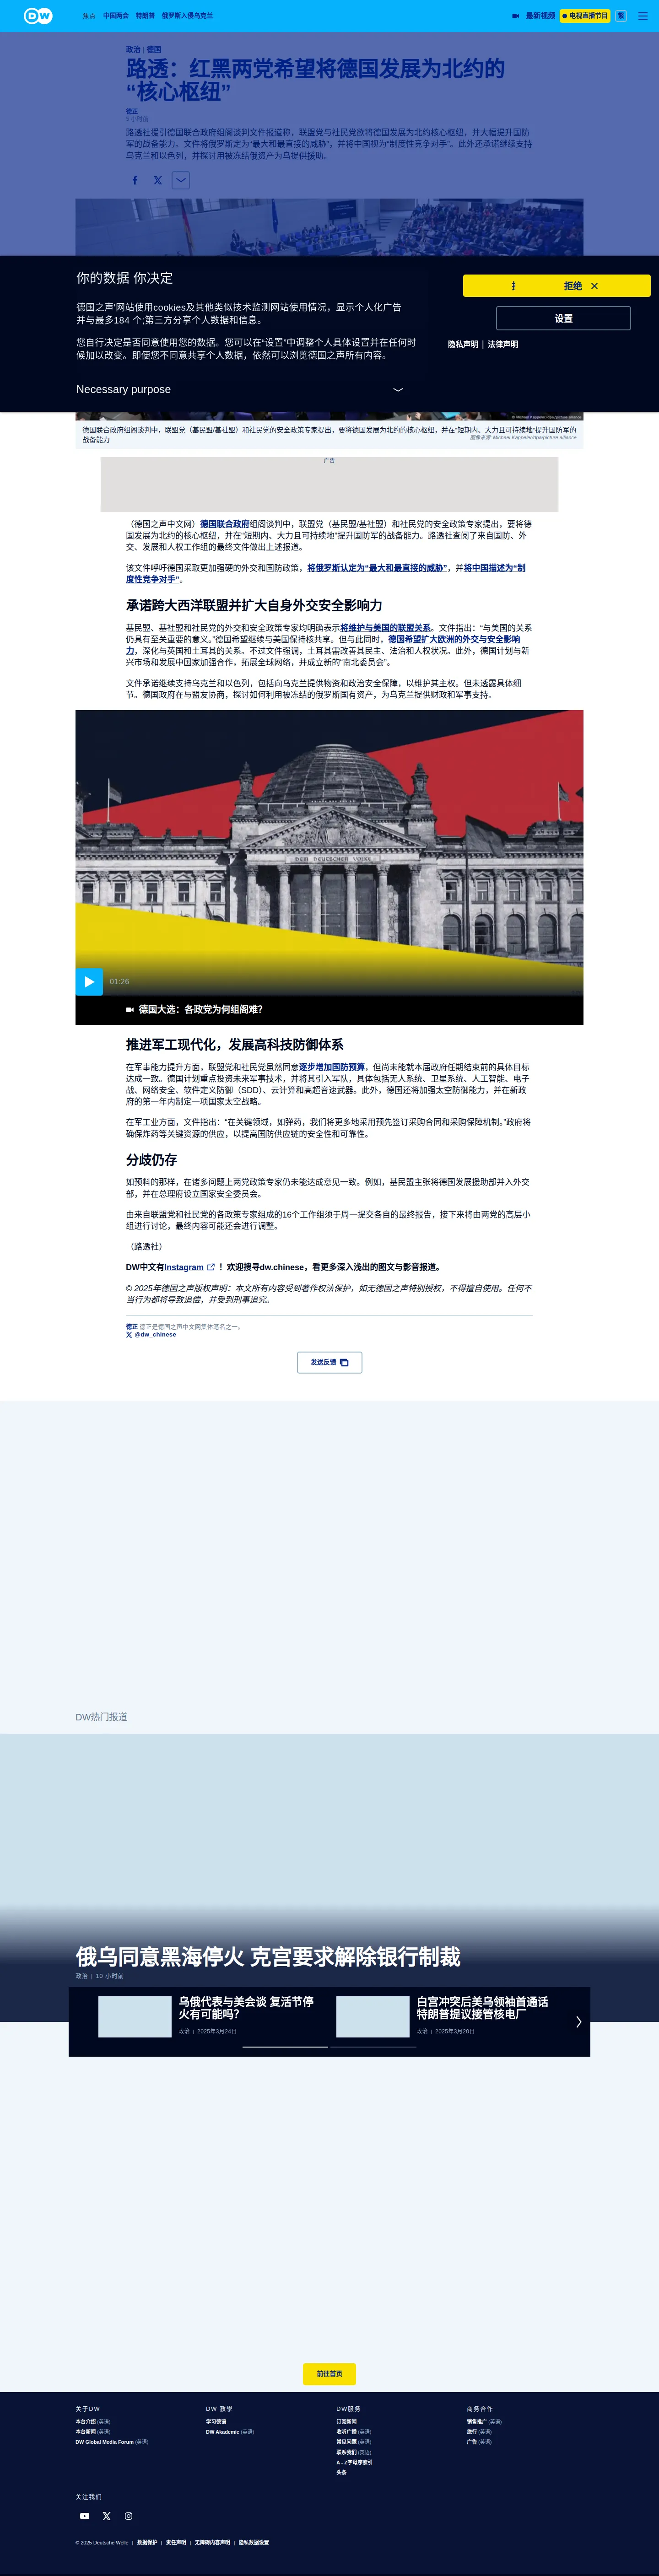 DW
焦点 中国两会 特朗普 俄罗斯入侵乌克兰 最新视频 电视直播节目 繁
政治 | 德国
路透：红黑两党希望将德国发展为北约的
“核心枢纽”
德正
5 小时前
路透社援引德国联合政府组阁谈判文件报道称，联盟党与社民党欲将德国发展为北约核心枢纽，并大幅提升国防
军的战备能力。文件将俄罗斯定为“最大和最直接的威胁”，并将中国视为“制度性竞争对手”。此外还承诺继续支持
乌克兰和以色列，并探讨用被冻结俄资产为乌提供援助。
你的数据 你决定
拒绝
德国之声'网站使用cookies及其他类似技术监测网站使用情况，显示个人化广告
并与最多184 个;第三方分享个人数据和信息。
设置
您自行决定是否同意使用您的数据。您可以在“设置”中调整个人具体设置并在任何时
候加以改变。即便您不同意共享个人数据，依然可以浏览德国之声所有内容。
隐私声明 | 法律声明
Necessary purpose
© Michael Kappeler/dpa/picture alliance
德国联合政府组阁谈判中，联盟党（基民盟/基社盟）和社民党的安全政策专家提出，要将德国发展为北约的核心枢纽，并在“短期内、大力且可持续地”提升国防军的
战备能力
图像来源: Michael Kappeler/dpa/picture alliance
广告
（德国之声中文网）德国联合政府组阁谈判中，联盟党（基民盟/基社盟）和社民党的安全政策专家提出，要将德
国发展为北约的核心枢纽，并在“短期内、大力且可持续地”提升国防军的战备能力。路透社查阅了来自国防、外
交、发展和人权工作组的最终文件做出上述报道。
该文件呼吁德国采取更加强硬的外交和国防政策，将俄罗斯认定为“最大和最直接的威胁”，并将中国描述为“制
度性竞争对手”。
承诺跨大西洋联盟并扩大自身外交安全影响力
基民盟、基社盟和社民党的外交和安全政策专家均明确表示将维护与美国的联盟关系。文件指出：“与美国的关系
仍具有至关重要的意义。”德国希望继续与美国保持核共享。但与此同时，德国希望扩大欧洲的外交与安全影响
力，深化与英国和土耳其的关系。不过文件强调，土耳其需改善其民主、法治和人权状况。此外，德国计划与新
兴市场和发展中国家加强合作，拓展全球网络，并成立新的“南北委员会”。
文件承诺继续支持乌克兰和以色列，包括向乌克兰提供物资和政治安全保障，以维护其主权。但未透露具体细
节。德国政府在与盟友协商，探讨如何利用被冻结的俄罗斯国有资产，为乌克兰提供财政和军事支持。
DEM DEUTSCHEN VOLKE
01:26
德国大选：各政党为何组阁难？
推进军工现代化，发展高科技防御体系
在军事能力提升方面，联盟党和社民党虽然同意逐步增加国防预算，但尚未能就本届政府任期结束前的具体目标
达成一致。德国计划重点投资未来军事技术，并将其引入军队，具体包括无人系统、卫星系统、人工智能、电子
战、网络安全、软件定义防御（SDD）、云计算和高超音速武器。此外，德国还将加强太空防御能力，并在新政
府的第一年内制定一项国家太空战略。
在军工业方面，文件指出：“在关键领域，如弹药，我们将更多地采用预先签订采购合同和采购保障机制。”政府将
确保炸药等关键资源的供应，以提高国防供应链的安全性和可靠性。
分歧仍存
如预料的那样，在诸多问题上两党政策专家仍未能达成意见一致。例如，基民盟主张将德国发展援助部并入外交
部，并在总理府设立国家安全委员会。
由来自联盟党和社民党的各政策专家组成的16个工作组须于周一提交各自的最终报告，接下来将由两党的高层小
组进行讨论，最终内容可能还会进行调整。
（路透社）
DW中文有Instagram ！欢迎搜寻dw.chinese，看更多深入浅出的图文与影音报道。
© 2025年德国之声版权声明：本文所有内容受到著作权法保护，如无德国之声特别授权，不得擅自使用。任何不
当行为都将导致追偿，并受到刑事追究。
德正 德正是德国之声中文网集体笔名之一。
@dw_chinese
发送反馈
DW热门报道
俄乌同意黑海停火 克宫要求解除银行制裁
政治 | 10 小时前
乌俄代表与美会谈 复活节停
火有可能吗？
政治 | 2025年3月24日
白宫冲突后美乌领袖首通话
特朗普提议接管核电厂
政治 | 2025年3月20日
前往首页
关于DW
本台介绍 (英语)
本台新闻 (英语)
DW Global Media Forum (英语)
DW 教學
学习德语
DW Akademie (英语)
DW服务
订阅新闻
收听广播 (英语)
常见问题 (英语)
联系我们 (英语)
A - Z字母序索引
头条
商务合作
销售推广 (英语)
旅行 (英语)
广告 (英语)
关注我们
© 2025 Deutsche Welle | 数据保护 | 责任声明 | 无障碍内容声明 | 隐私数据设置